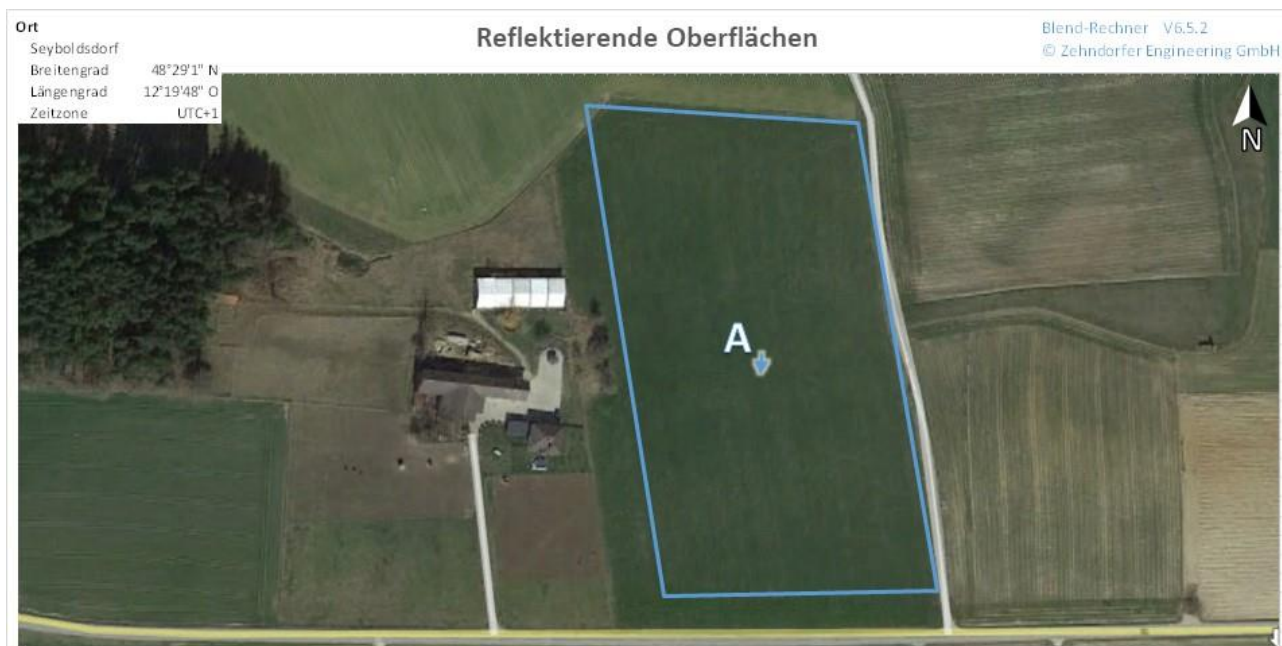 Ort
Seyboldsdorf
Breitengrad 48°29'1" N
Längengrad 12°19'48" O
Zeitzone UTC+1
Reflektierende Oberflächen
Blend-Rechner V6.5.2
© Zehndorfer Engineering GmbH
N
A